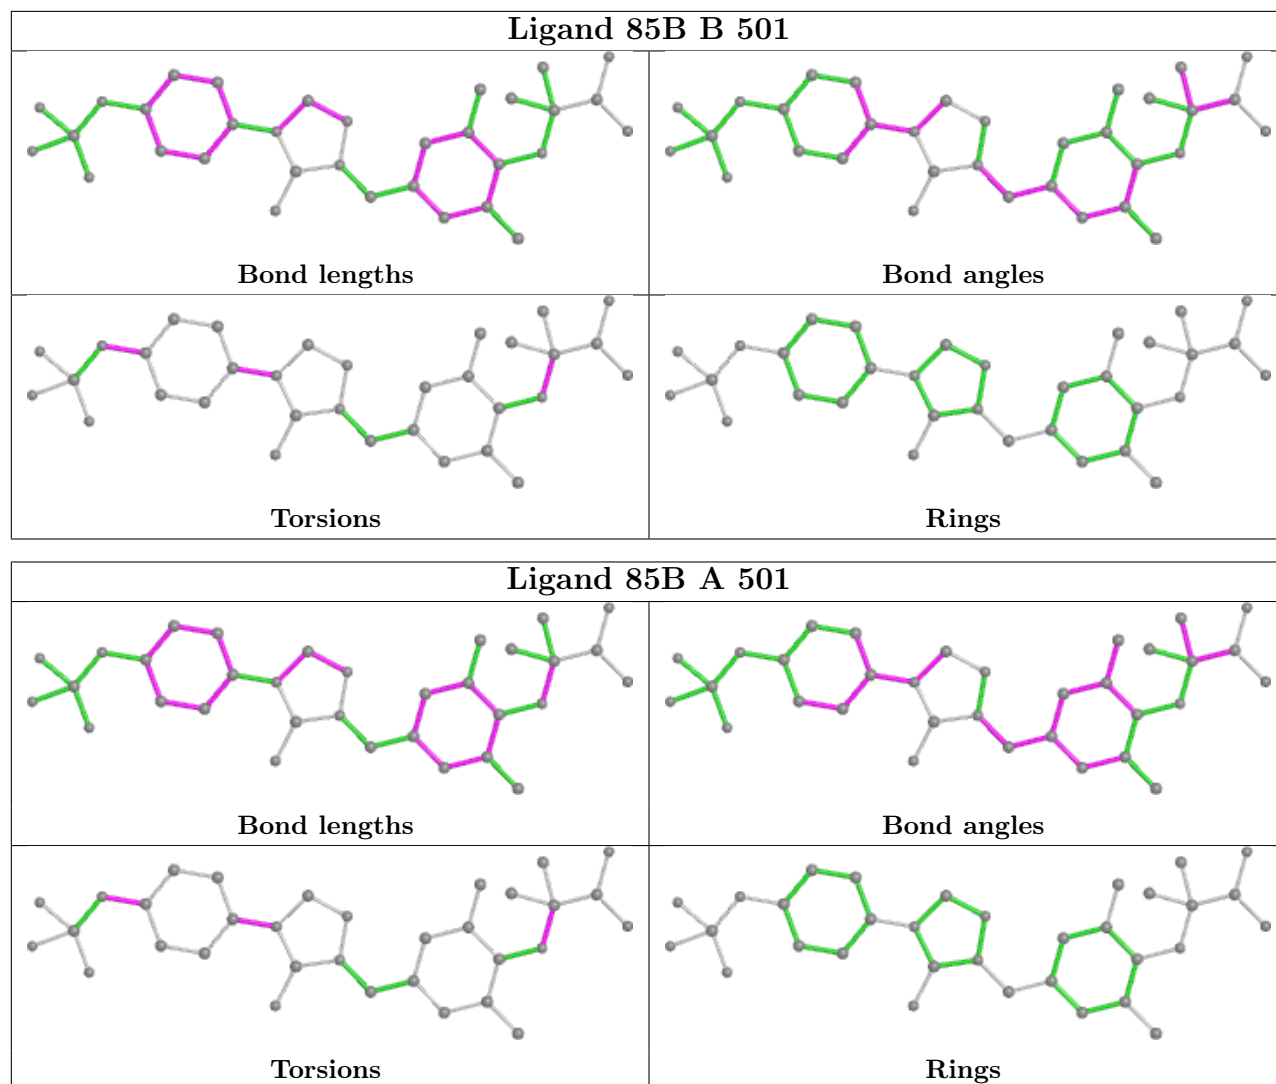 Ligand 85B B 501
Bond lengths
Bond angles
Torsions
Rings
Ligand 85B A 501
Bond lengths
Bond angles
Torsions
Rings